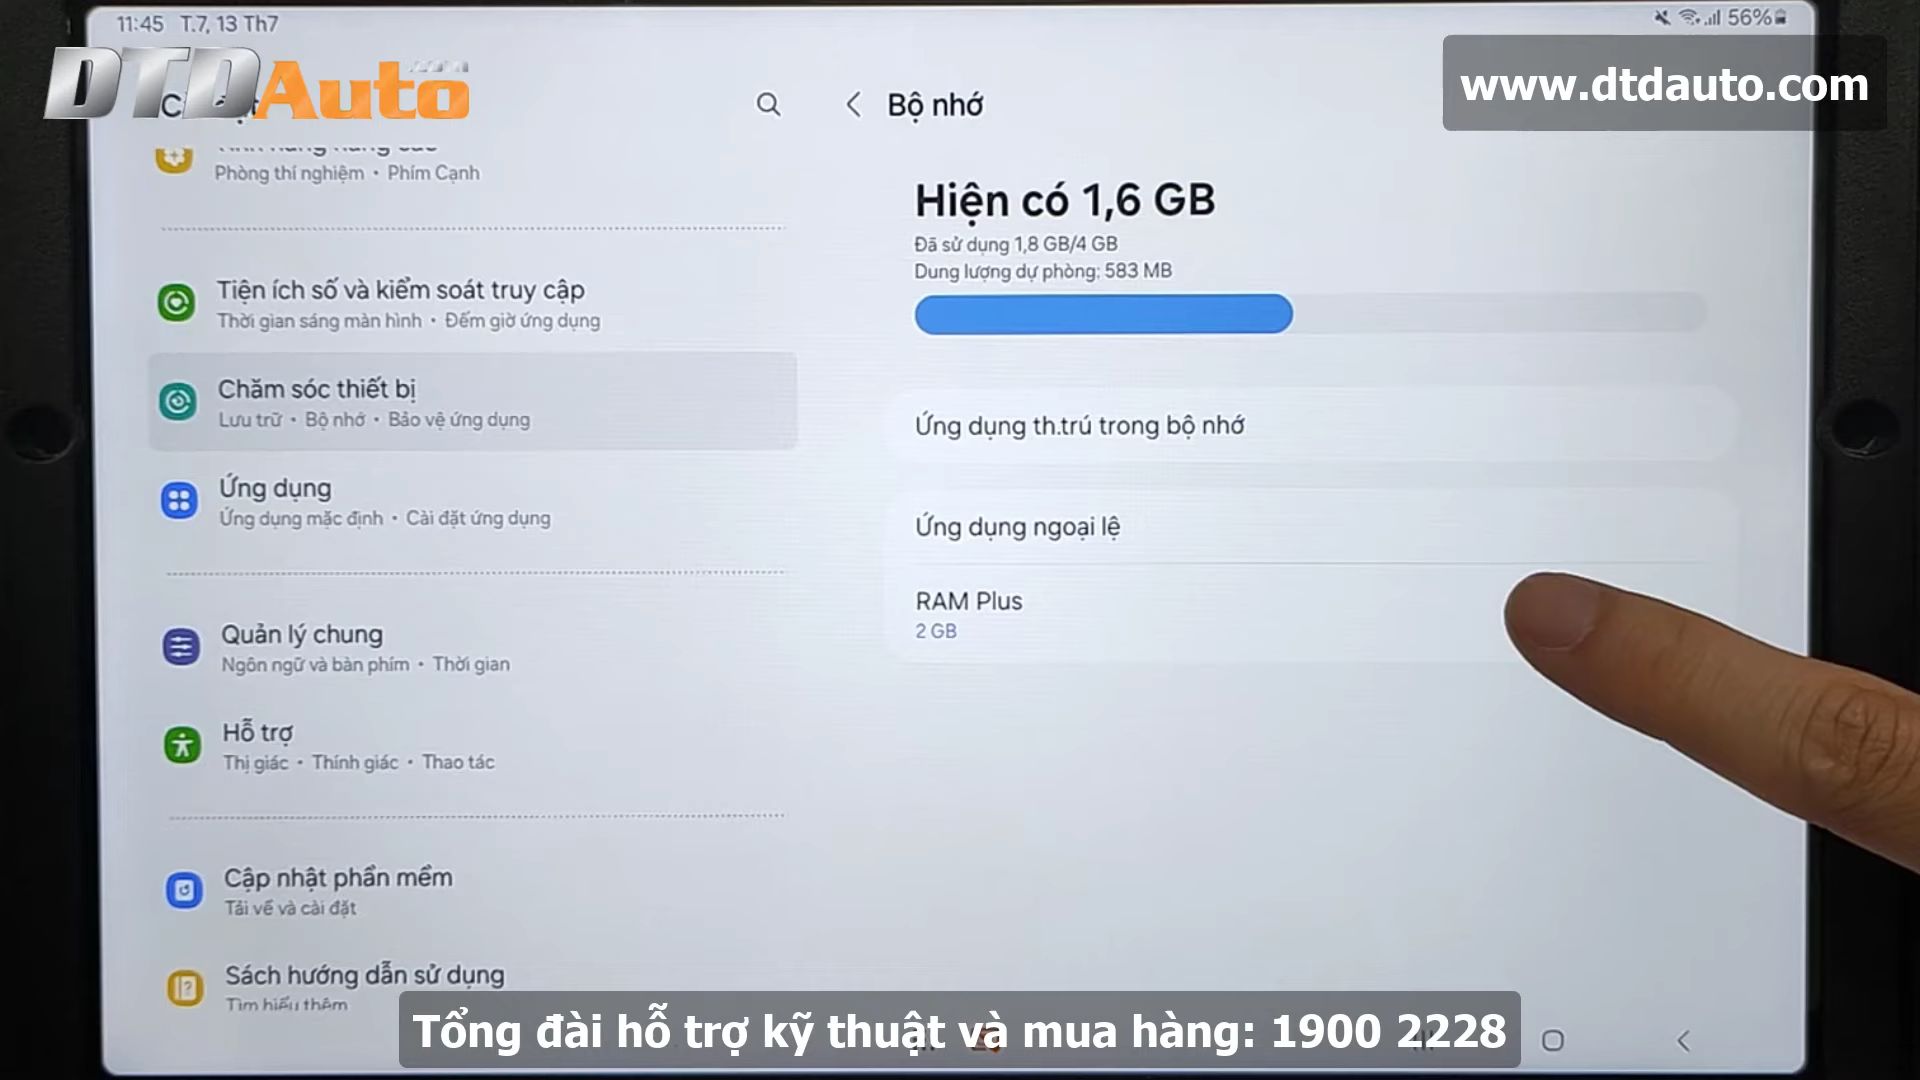 11:45 T.7, 13 Th7
56%
DTDAuto
www.dtdauto.com
Bộ nhớ
Phòng thí nghiệm • Phím Cạnh
Tiện ích số và kiểm soát truy cập
Thời gian sáng màn hình • Đếm giờ ứng dụng
Chăm sóc thiết bị
Lưu trữ • Bộ nhớ • Bảo vệ ứng dụng
Ứng dụng
Ứng dụng mặc định • Cài đặt ứng dụng
Quản lý chung
Ngôn ngữ và bàn phím • Thời gian
Hỗ trợ
Thị giác • Thính giác • Thao tác
Cập nhật phần mềm
Tải về và cài đặt
Sách hướng dẫn sử dụng
Tìm hiểu thêm
Hiện có 1,6 GB
Đã sử dụng 1,8 GB/4 GB
Dung lượng dự phòng: 583 MB
Ứng dụng th.trú trong bộ nhớ
Ứng dụng ngoại lệ
RAM Plus
2 GB
Tổng đài hỗ trợ kỹ thuật và mua hàng: 1900 2228